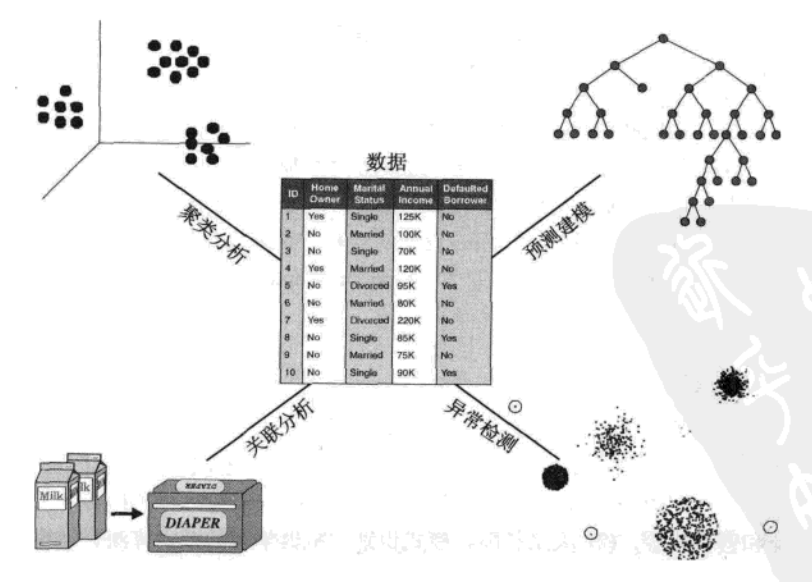 数据
ID Home Owner Marital Status Annual Income Defaulted Borrower
1 Yes Single 125K No
2 No Married 100K No
3 No Single 70K No
4 Yes Married 120K No
5 No Divorced 95K Yes
6 No Married 80K No
7 Yes Divorced 220K No
8 No Single 85K Yes
9 No Married 75K No
10 No Single 90K Yes
聚类分析
预测建模
关联分析
异常检测
Milk
lk
DIAPER
DIAPER